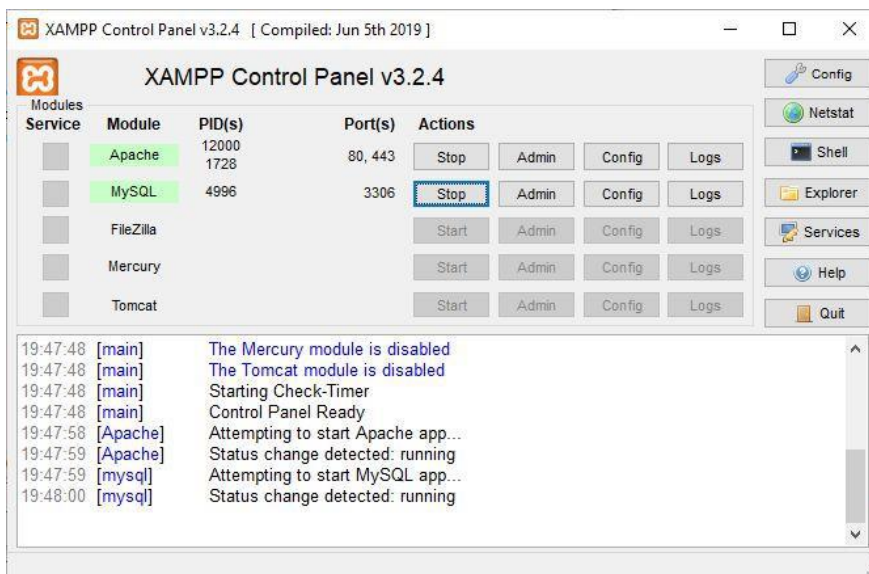 XAMPP Control Panel v3.2.4 [ Compiled: Jun 5th 2019 ]
XAMPP Control Panel v3.2.4
Config
Modules
Service Module PID(s) Port(s) Actions
Netstat
Apache 12000 1728 80, 443 Stop Admin Config Logs
Shell
MySQL 4996 3306 Stop Admin Config Logs
Explorer
FileZilla Start Admin Config Logs
Services
Mercury Start Admin Config Logs
Help
Tomcat Start Admin Config Logs
Quit
19:47:48 [main] The Mercury module is disabled
19:47:48 [main] The Tomcat module is disabled
19:47:48 [main] Starting Check-Timer
19:47:48 [main] Control Panel Ready
19:47:58 [Apache] Attempting to start Apache app...
19:47:59 [Apache] Status change detected: running
19:47:59 [mysql] Attempting to start MySQL app...
19:48:00 [mysql] Status change detected: running